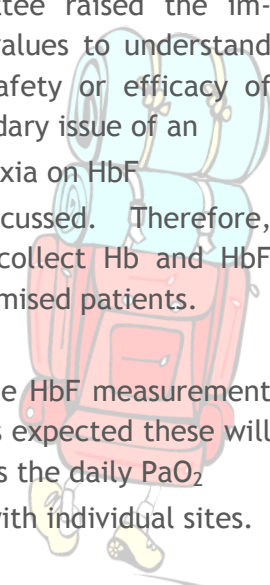 ttee raised the im-
values to understand
afety or efficacy of
dary issue of an
xia on HbF
cussed. Therefore,
collect Hb and HbF
mised patients.
e HbF measurement
s expected these will
s the daily PaO₂
with individual sites.